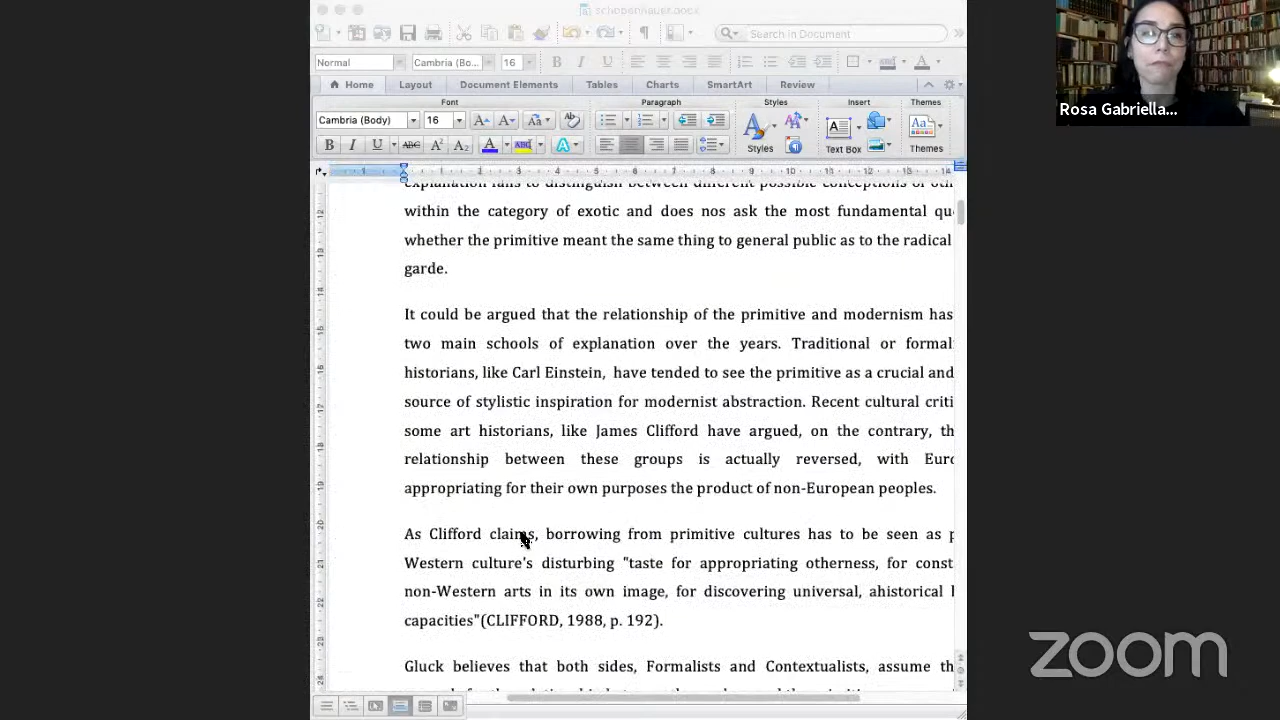 schopenhauer.docx
Search in Document
Normal
Cambria (Bo...
16
Home
Layout
Document Elements
Tables
Charts
SmartArt
Review
Font
Paragraph
Styles
Insert
Themes
Cambria (Body)
16
Styles
Text Box
Themes
within the category of exotic and does nos ask the most fundamental qu
whether the primitive meant the same thing to general public as to the radical
garde.
It could be argued that the relationship of the primitive and modernism has
two main schools of explanation over the years. Traditional or formal
historians, like Carl Einstein, have tended to see the primitive as a crucial and
source of stylistic inspiration for modernist abstraction. Recent cultural criti
some art historians, like James Clifford have argued, on the contrary, th
relationship between these groups is actually reversed, with Euro
appropriating for their own purposes the product of non-European peoples.
As Clifford claims, borrowing from primitive cultures has to be seen as p
Western culture's disturbing "taste for appropriating otherness, for const
non-Western arts in its own image, for discovering universal, ahistorical h
capacities"(CLIFFORD, 1988, p. 192).
Gluck believes that both sides, Formalists and Contextualists, assume th
Rosa Gabriella...
zoom